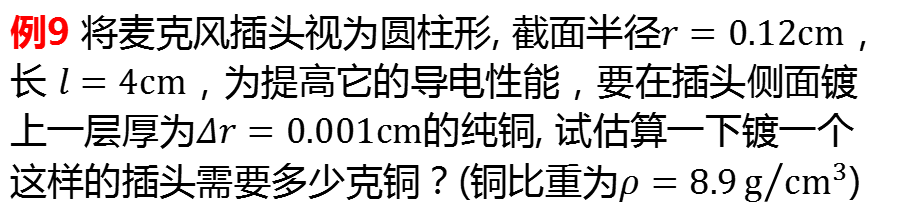 例9 将麦克风插头视为圆柱形, 截面半径r = 0.12cm ,
长 l = 4cm , 为提高它的导电性能 , 要在插头侧面镀
上一层厚为Δr = 0.001cm的纯铜, 试估算一下镀一个
这样的插头需要多少克铜 ? (铜比重为ρ = 8.9 g/cm³)